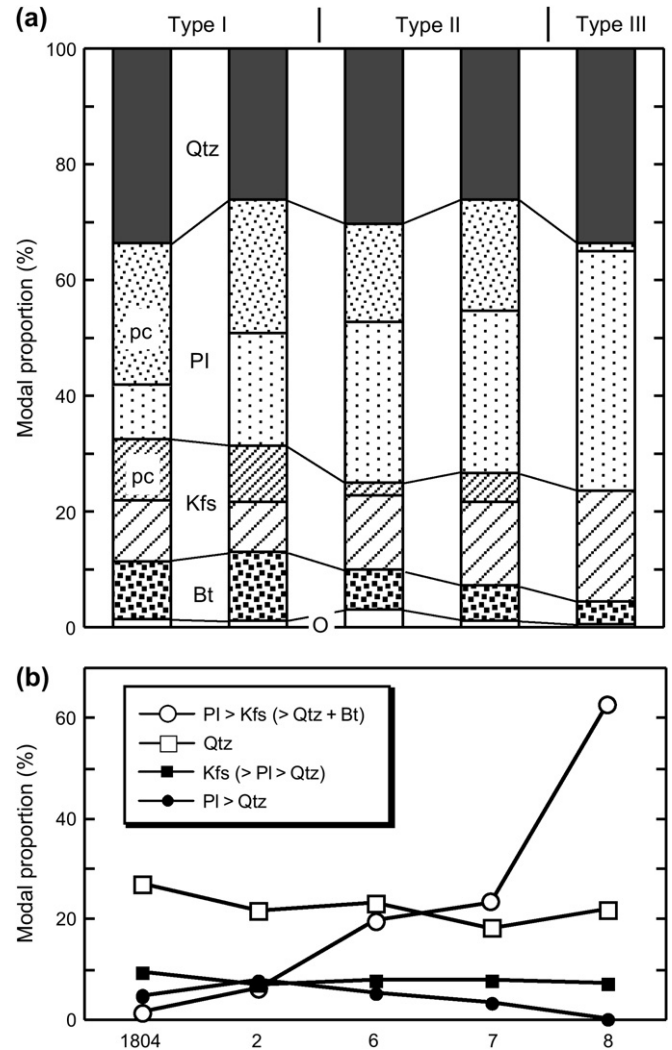 (a)
Type I | Type II | Type III
100
80
60
40
20
0
Modal proportion (%)
Qtz
pc
Pl
pc
Kfs
Bt
O
(b)
60
40
20
0
Modal proportion (%)
Pl > Kfs (> Qtz + Bt)
Qtz
Kfs (> Pl > Qtz)
Pl > Qtz
1804 2 6 7 8